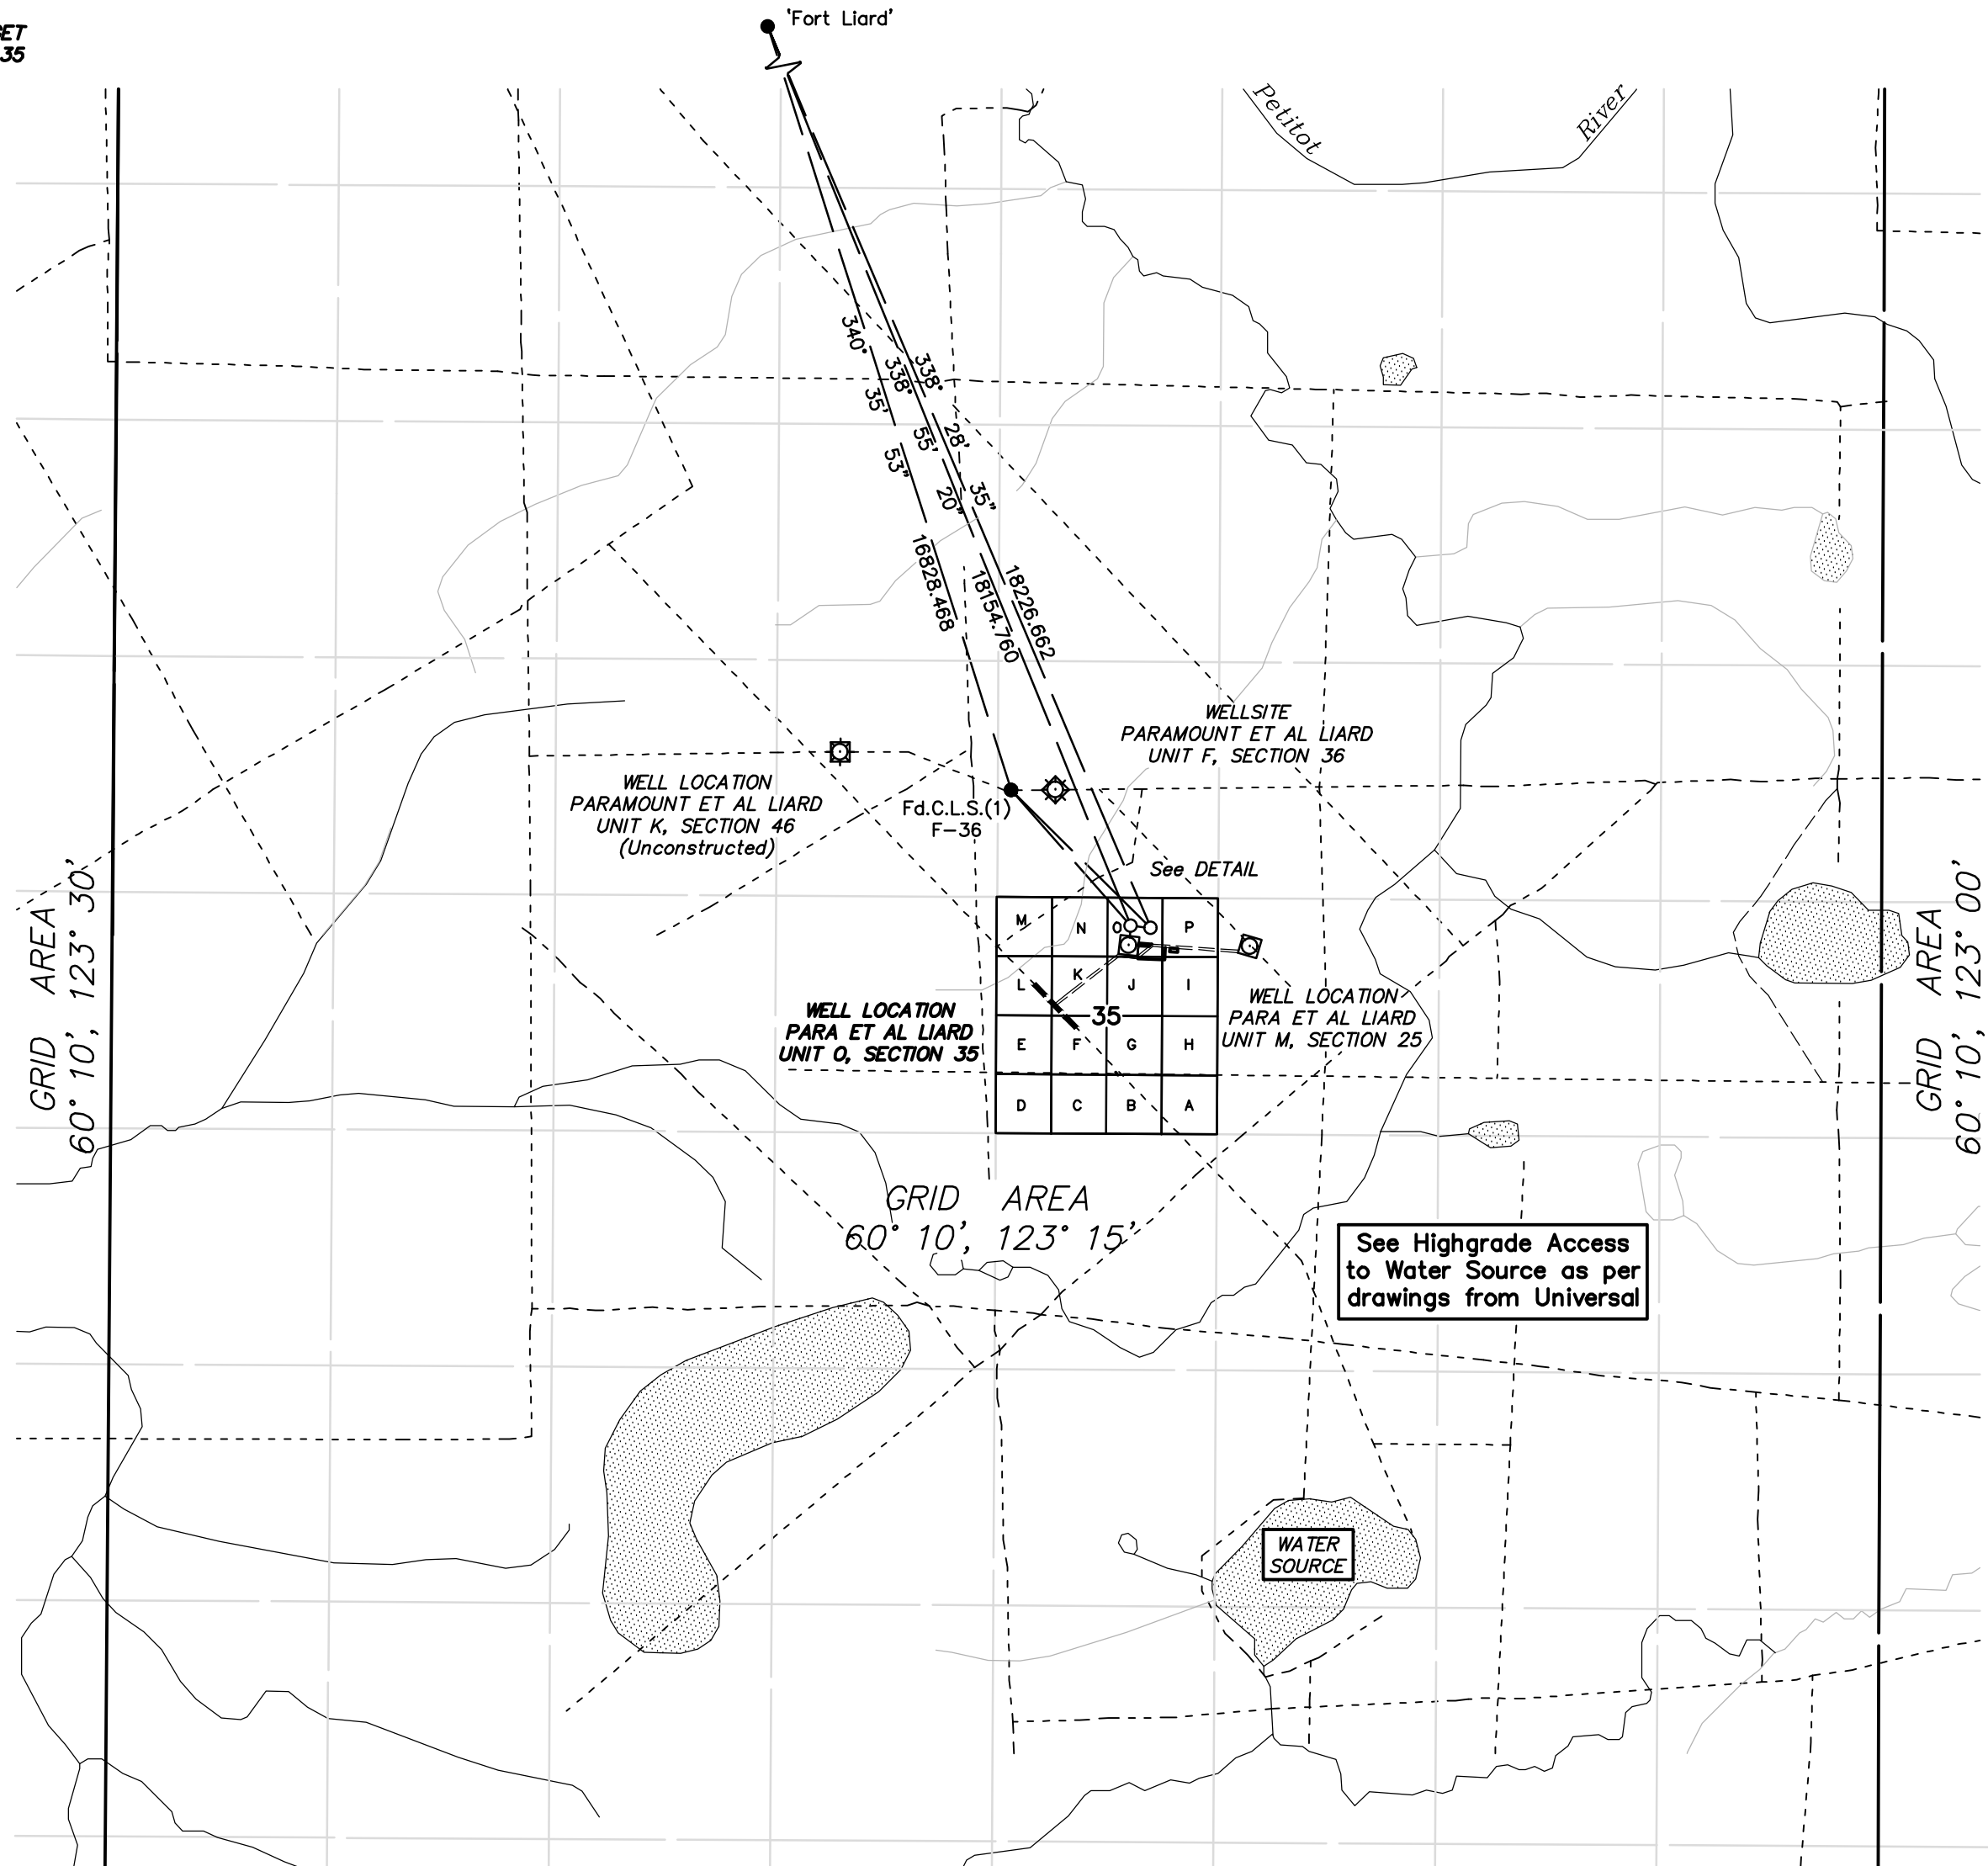 'Fort Liard'
ET
35
Petitot
River
340° 35' 53"
16828.468
338° 55' 20"
18154.760
338° 28' 35"
18226.662
WELLSITE
PARAMOUNT ET AL LIARD
UNIT F, SECTION 36
WELL LOCATION
PARAMOUNT ET AL LIARD
UNIT K, SECTION 46
(Unconstructed)
Fd.C.L.S.(1)
F-36
See DETAIL
M N O P
L K J I
35
E F G H
D C B A
WELL LOCATION
PARA ET AL LIARD
UNIT O, SECTION 35
WELL LOCATION
PARA ET AL LIARD
UNIT M, SECTION 25
GRID AREA
60° 10', 123° 30'
GRID AREA
60° 10', 123° 00'
GRID AREA
60° 10', 123° 15'
See Highgrade Access
to Water Source as per
drawings from Universal
WATER
SOURCE